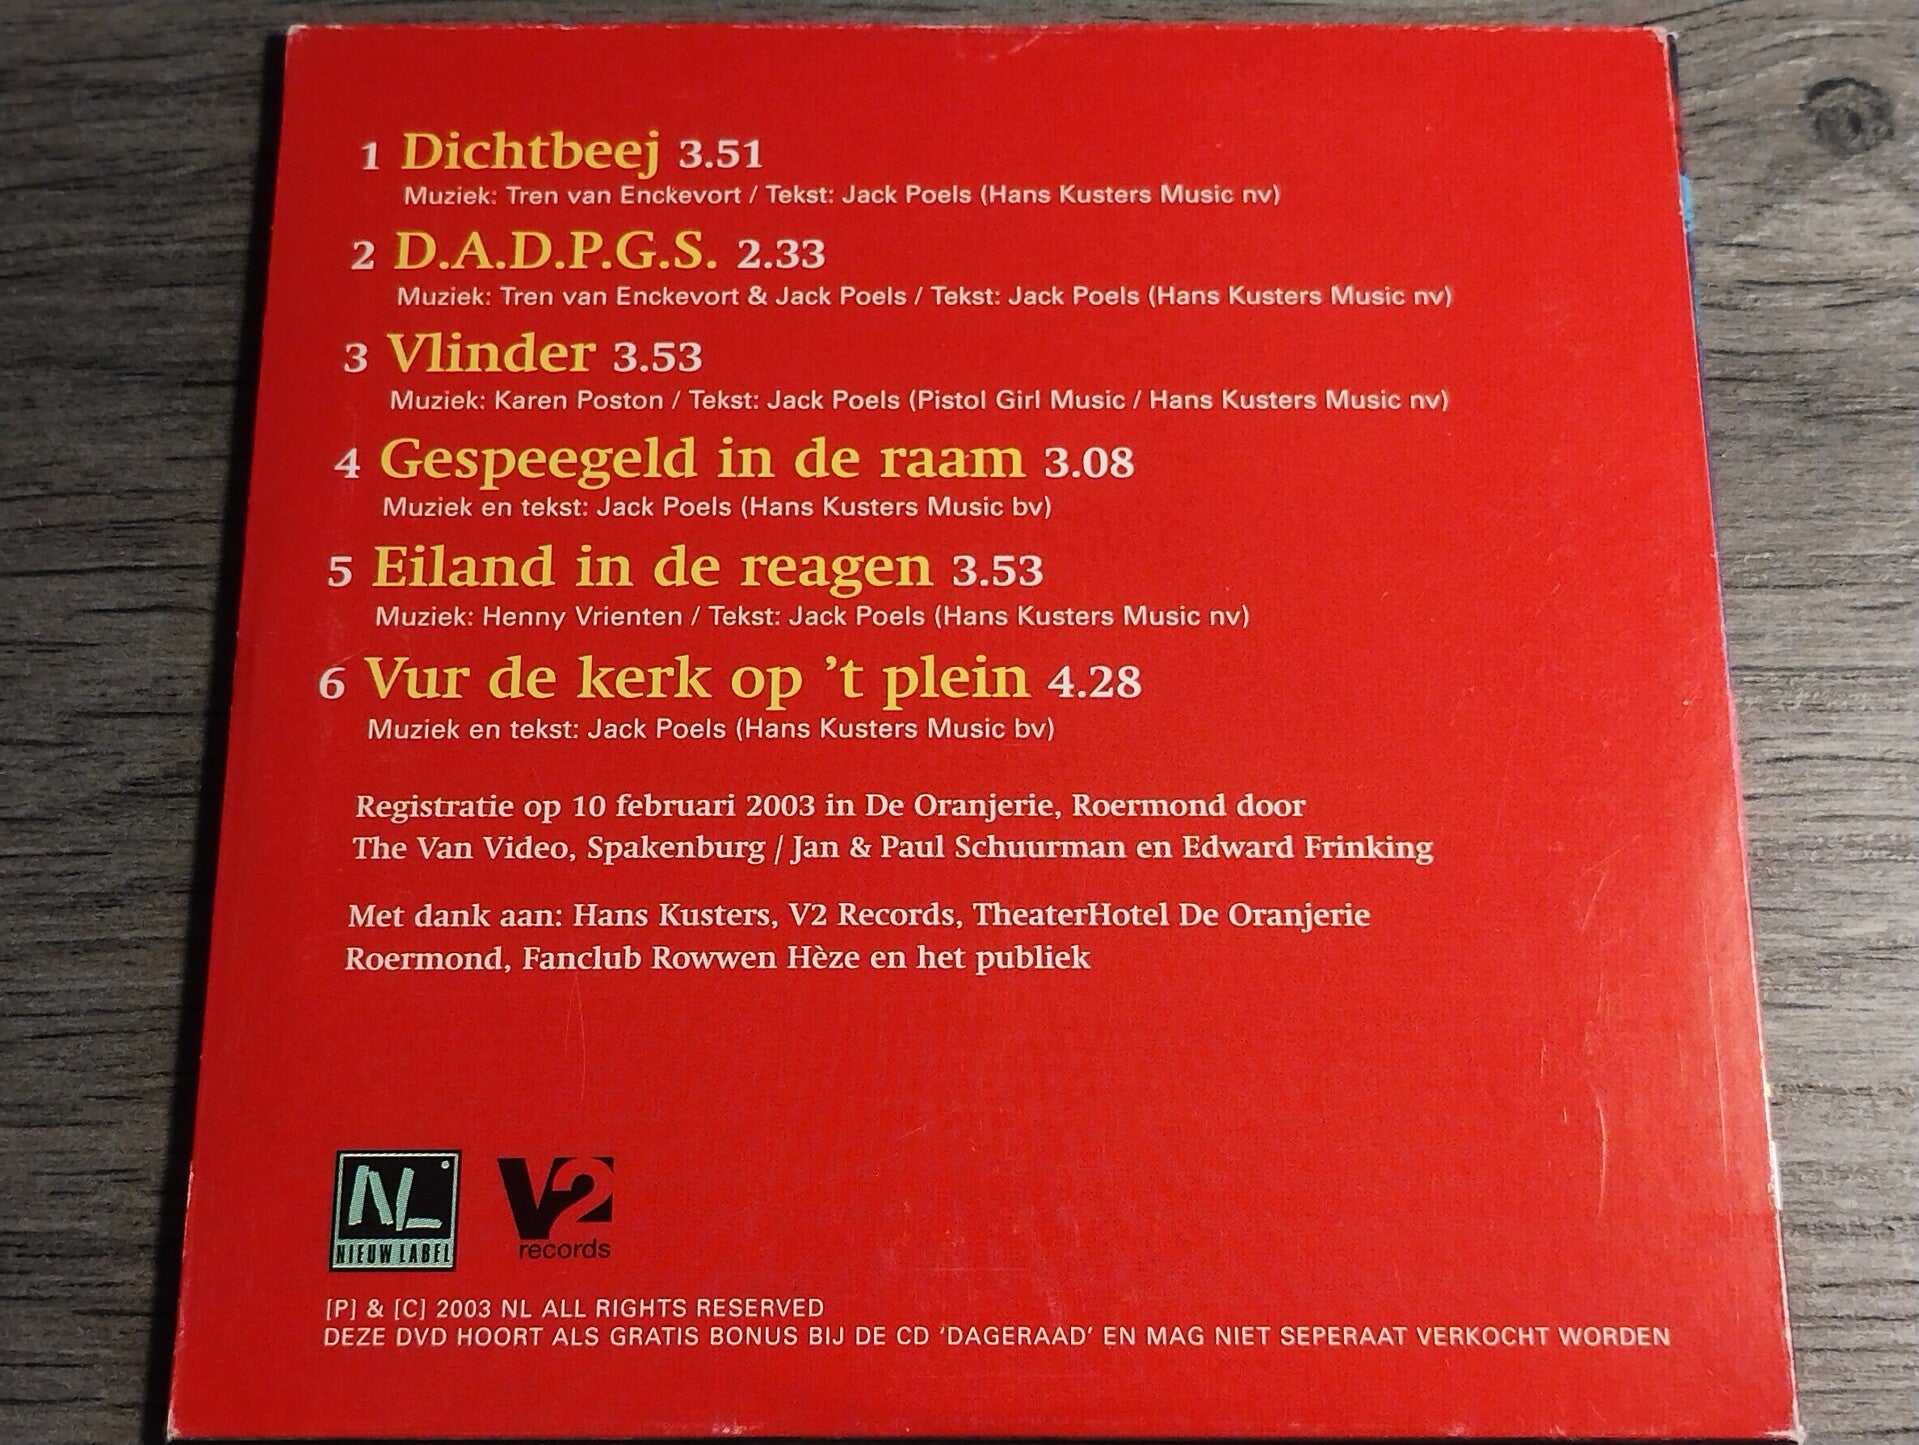 1 Dichtbeej 3.51
Muziek: Tren van Enckevort / Tekst: Jack Poels (Hans Kusters Music nv)
2 D.A.D.P.G.S. 2.33
Muziek: Tren van Enckevort & Jack Poels / Tekst: Jack Poels (Hans Kusters Music nv)
3 Vlinder 3.53
Muziek: Karen Poston / Tekst: Jack Poels (Pistol Girl Music / Hans Kusters Music nv)
4 Gespeegeld in de raam 3.08
Muziek en tekst: Jack Poels (Hans Kusters Music bv)
5 Eiland in de reagen 3.53
Muziek: Henny Vrienten / Tekst: Jack Poels (Hans Kusters Music nv)
6 Vur de kerk op ’t plein 4.28
Muziek en tekst: Jack Poels (Hans Kusters Music bv)
Registratie op 10 februari 2003 in De Oranjerie, Roermond door
The Van Video, Spakenburg / Jan & Paul Schuurman en Edward Frinking
Met dank aan: Hans Kusters, V2 Records, TheaterHotel De Oranjerie
Roermond, Fanclub Rowwen Hèze en het publiek
NL
NIEUW LABEL
V2
records
[P] & [C] 2003 NL ALL RIGHTS RESERVED
DEZE DVD HOORT ALS GRATIS BONUS BIJ DE CD ‘DAGERAAD’ EN MAG NIET SEPERAAT VERKOCHT WORDEN